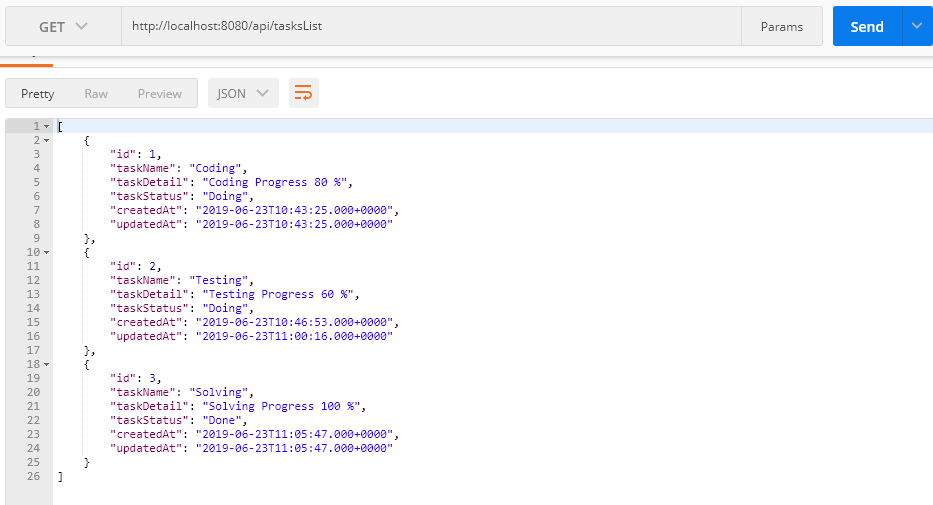 GET http://localhost:8080/api/tasksList Params Send
Pretty Raw Preview JSON
1 [
2 {
3 "id": 1,
4 "taskName": "Coding",
5 "taskDetail": "Coding Progress 80 %",
6 "taskStatus": "Doing",
7 "createdAt": "2019-06-23T10:43:25.000+0000",
8 "updatedAt": "2019-06-23T10:43:25.000+0000"
9 },
10 {
11 "id": 2,
12 "taskName": "Testing",
13 "taskDetail": "Testing Progress 60 %",
14 "taskStatus": "Doing",
15 "createdAt": "2019-06-23T10:46:53.000+0000",
16 "updatedAt": "2019-06-23T11:00:16.000+0000"
17 },
18 {
19 "id": 3,
20 "taskName": "Solving",
21 "taskDetail": "Solving Progress 100 %",
22 "taskStatus": "Done",
23 "createdAt": "2019-06-23T11:05:47.000+0000",
24 "updatedAt": "2019-06-23T11:05:47.000+0000"
25 }
26 ]